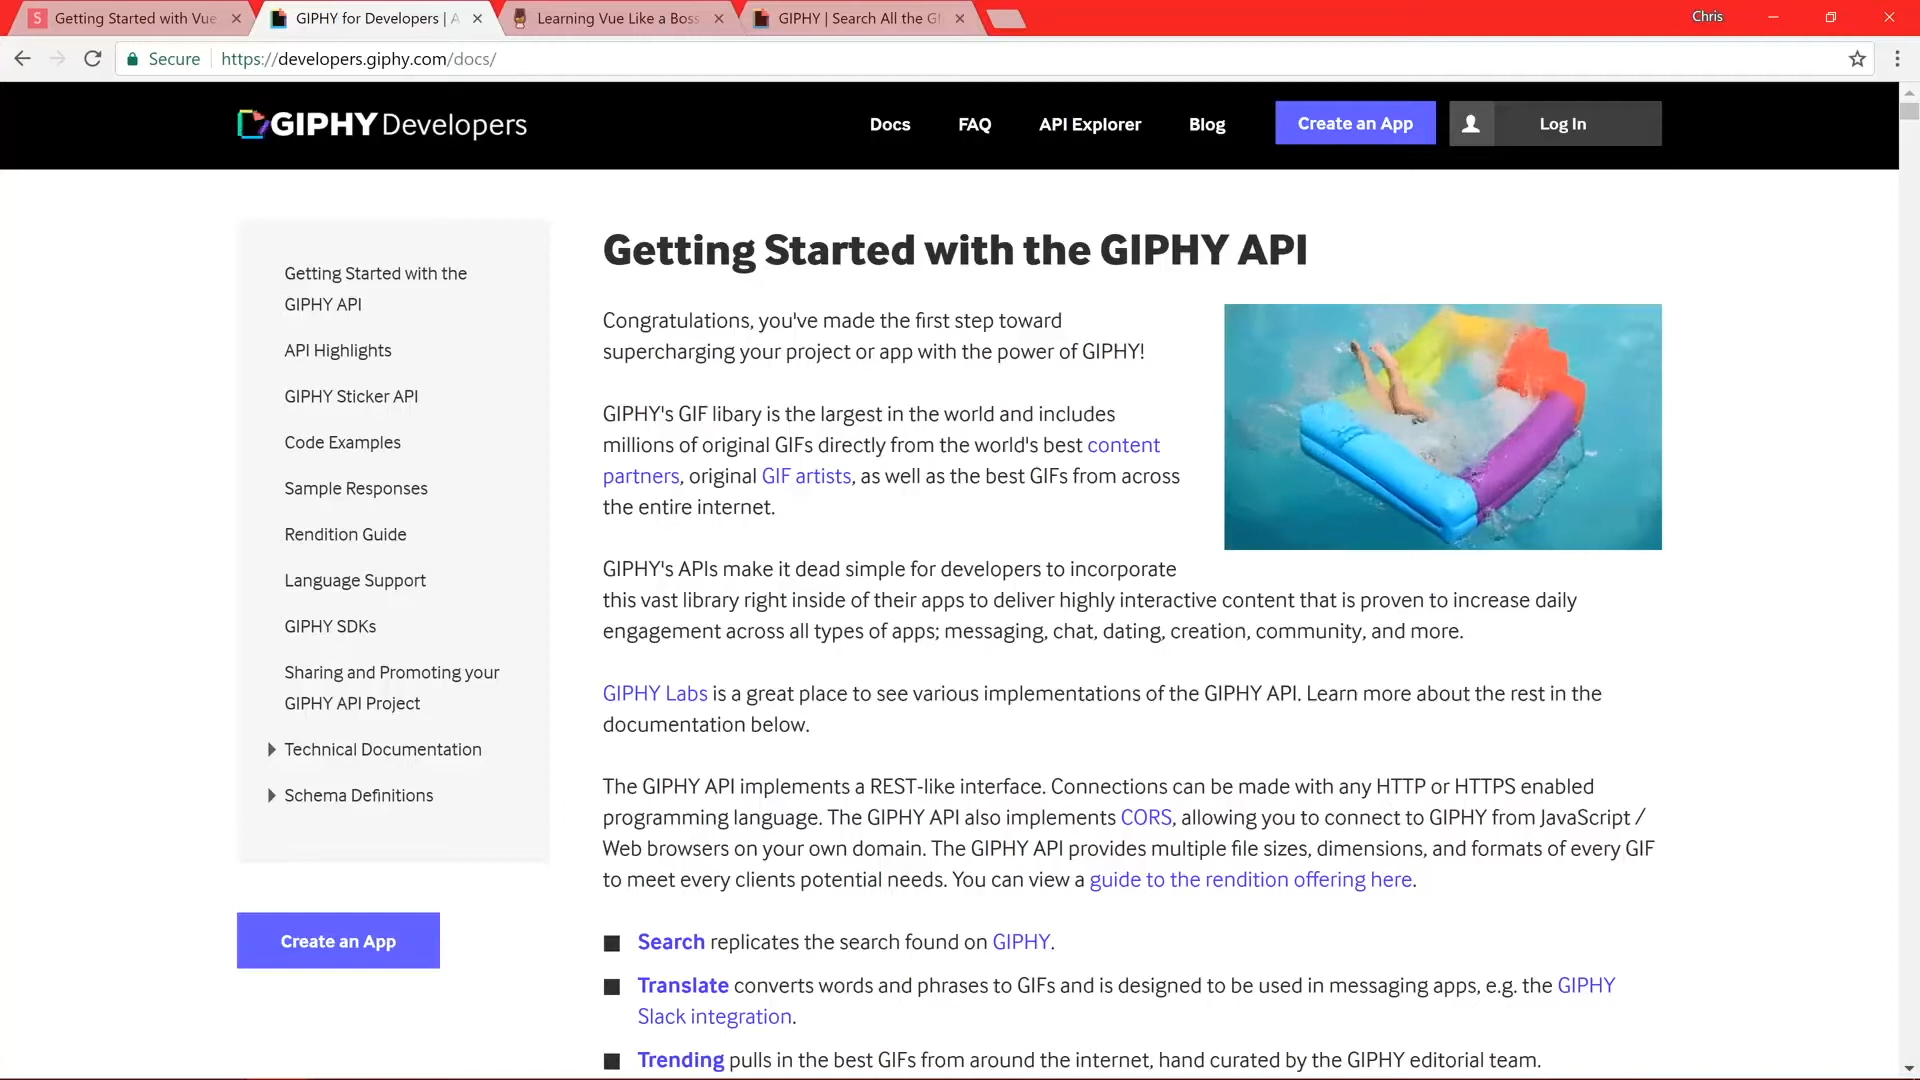 Getting Started with Vue
GIPHY for Developers | A
Learning Vue Like a Boss
GIPHY | Search All the GI
Chris
Secure
https://developers.giphy.com/docs/
GIPHY Developers
Docs
FAQ
API Explorer
Blog
Create an App
Log In
Getting Started with the
GIPHY API
API Highlights
GIPHY Sticker API
Code Examples
Sample Responses
Rendition Guide
Language Support
GIPHY SDKs
Sharing and Promoting your
GIPHY API Project
Technical Documentation
Schema Definitions
Create an App
Getting Started with the GIPHY API
Congratulations, you've made the first step toward
supercharging your project or app with the power of GIPHY!
GIPHY's GIF libary is the largest in the world and includes
millions of original GIFs directly from the world's best content
partners, original GIF artists, as well as the best GIFs from across
the entire internet.
GIPHY's APIs make it dead simple for developers to incorporate
this vast library right inside of their apps to deliver highly interactive content that is proven to increase daily
engagement across all types of apps; messaging, chat, dating, creation, community, and more.
GIPHY Labs is a great place to see various implementations of the GIPHY API. Learn more about the rest in the
documentation below.
The GIPHY API implements a REST-like interface. Connections can be made with any HTTP or HTTPS enabled
programming language. The GIPHY API also implements CORS, allowing you to connect to GIPHY from JavaScript /
Web browsers on your own domain. The GIPHY API provides multiple file sizes, dimensions, and formats of every GIF
to meet every clients potential needs. You can view a guide to the rendition offering here.
Search replicates the search found on GIPHY.
Translate converts words and phrases to GIFs and is designed to be used in messaging apps, e.g. the GIPHY
Slack integration.
Trending pulls in the best GIFs from around the internet, hand curated by the GIPHY editorial team.